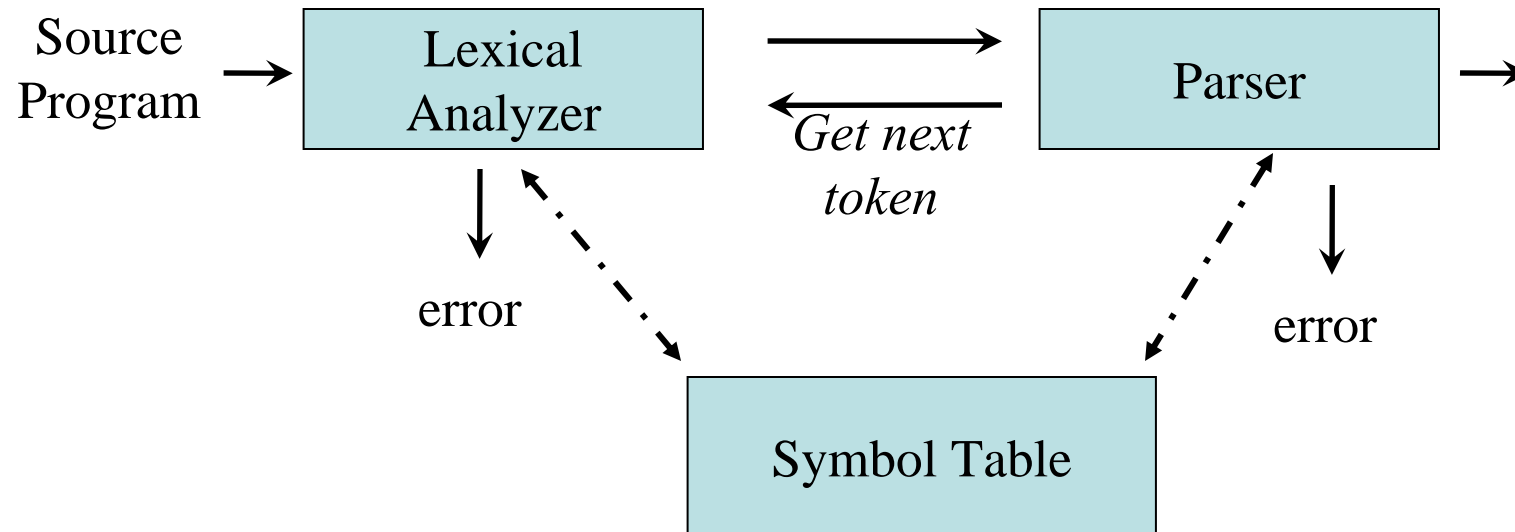 Source
Program
Lexical
Analyzer
Parser
Get next
token
error
error
Symbol Table